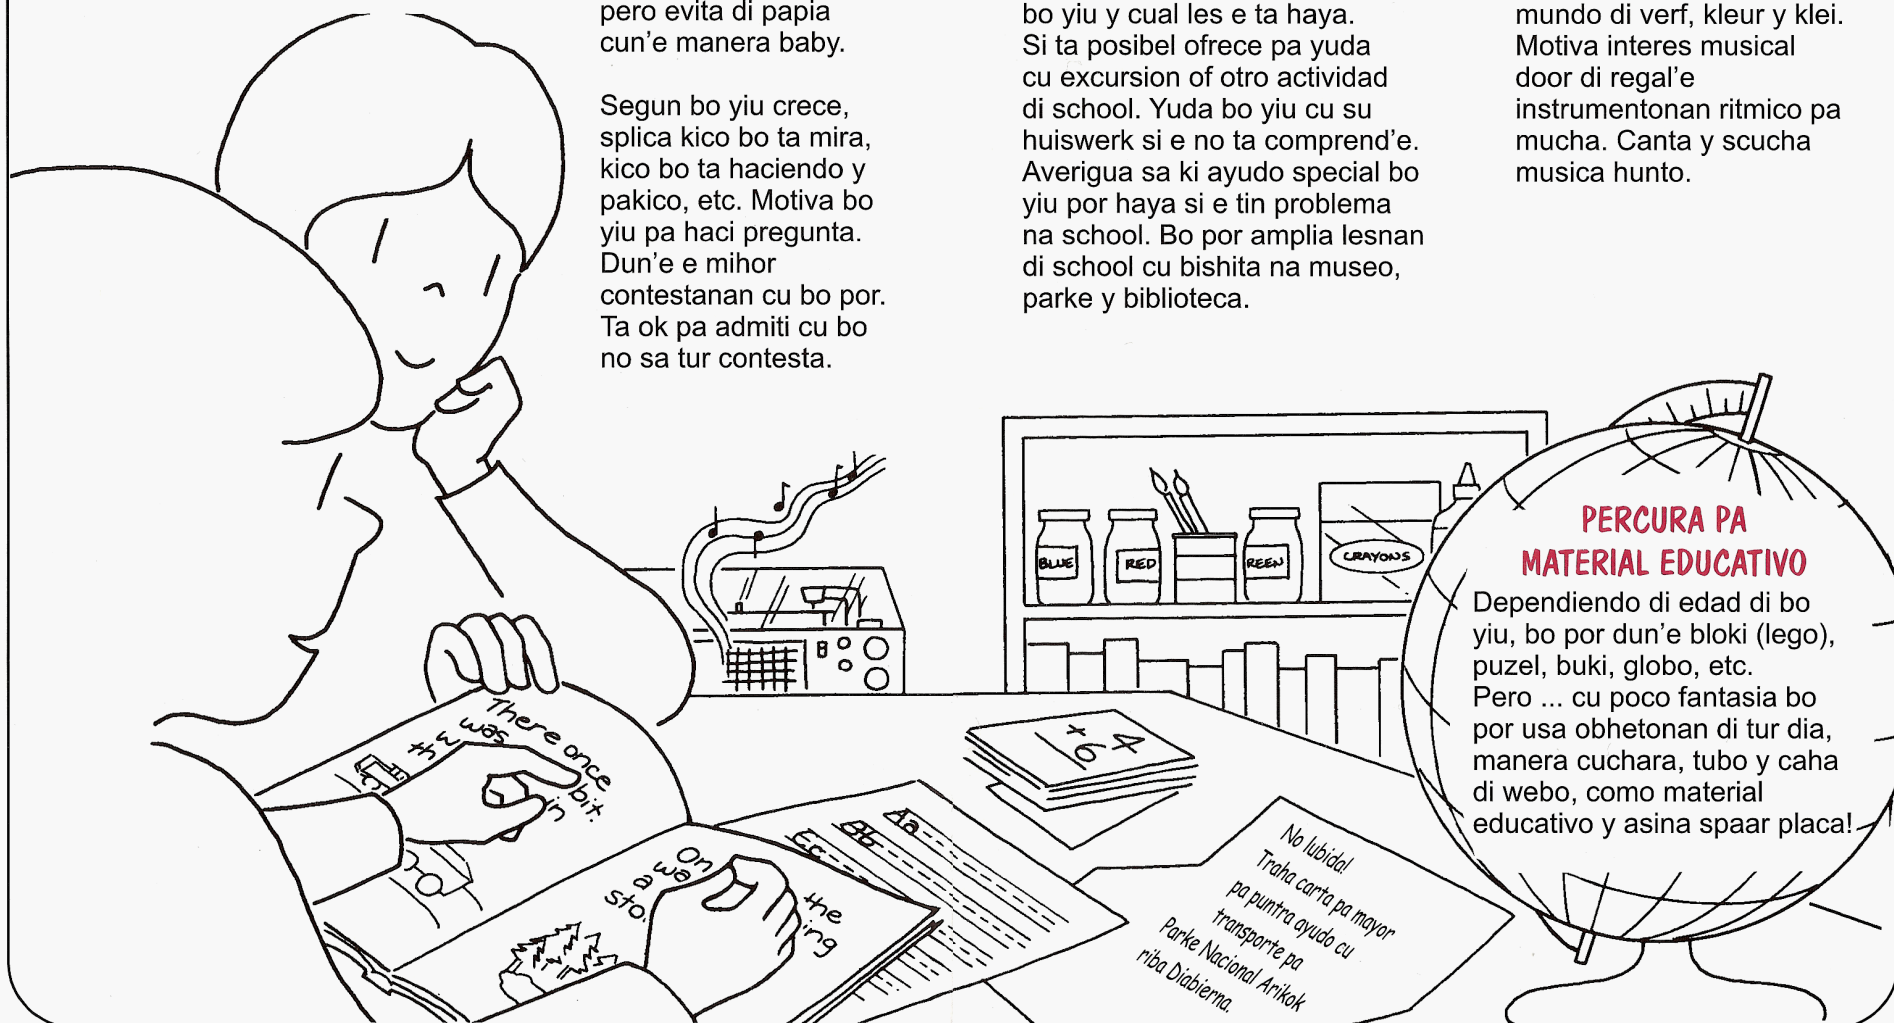 pero evita di papia
cun'e manera baby.
Segun bo yiu crece,
splica kico bo ta mira,
kico bo ta haciendo y
pakico, etc. Motiva bo
yiu pa haci pregunta.
Dun'e e mihor
contestanan cu bo por.
Ta ok pa admiti cu bo
no sa tur contesta.
bo yiu y cual les e ta haya.
Si ta posibel ofrece pa yuda
cu excursion of otro actividad
di school. Yuda bo yiu cu su
huiswerk si e no ta comprend'e.
Averigua sa ki ayudo special bo
yiu por haya si e tin problema
na school. Bo por amplia lesnan
di school cu bishita na museo,
parke y biblioteca.
mundo di verf, kleur y klei.
Motiva interes musical
door di regal'e
instrumentonan ritmico pa
mucha. Canta y scucha
musica hunto.
BLUE
RED
REEN
CRAYONS
PERCURA PA
MATERIAL EDUCATIVO
Dependiendo di edad di bo
yiu, bo por dun'e bloki (lego),
puzel, buki, globo, etc.
Pero ... cu poco fantasia bo
por usa obhetonan di tur dia,
manera cuchara, tubo y caha
di webo, como material
educativo y asina spaar placa!
There once
was
bit.
in
4
+6
Aa
Bb
Cc
On
wa
a
sto
the
ing
No lubida!
Traha carta pa mayor
pa puntra ayudo cu
transporte pa
Parke Nacional Arikok
riba Diabierna.